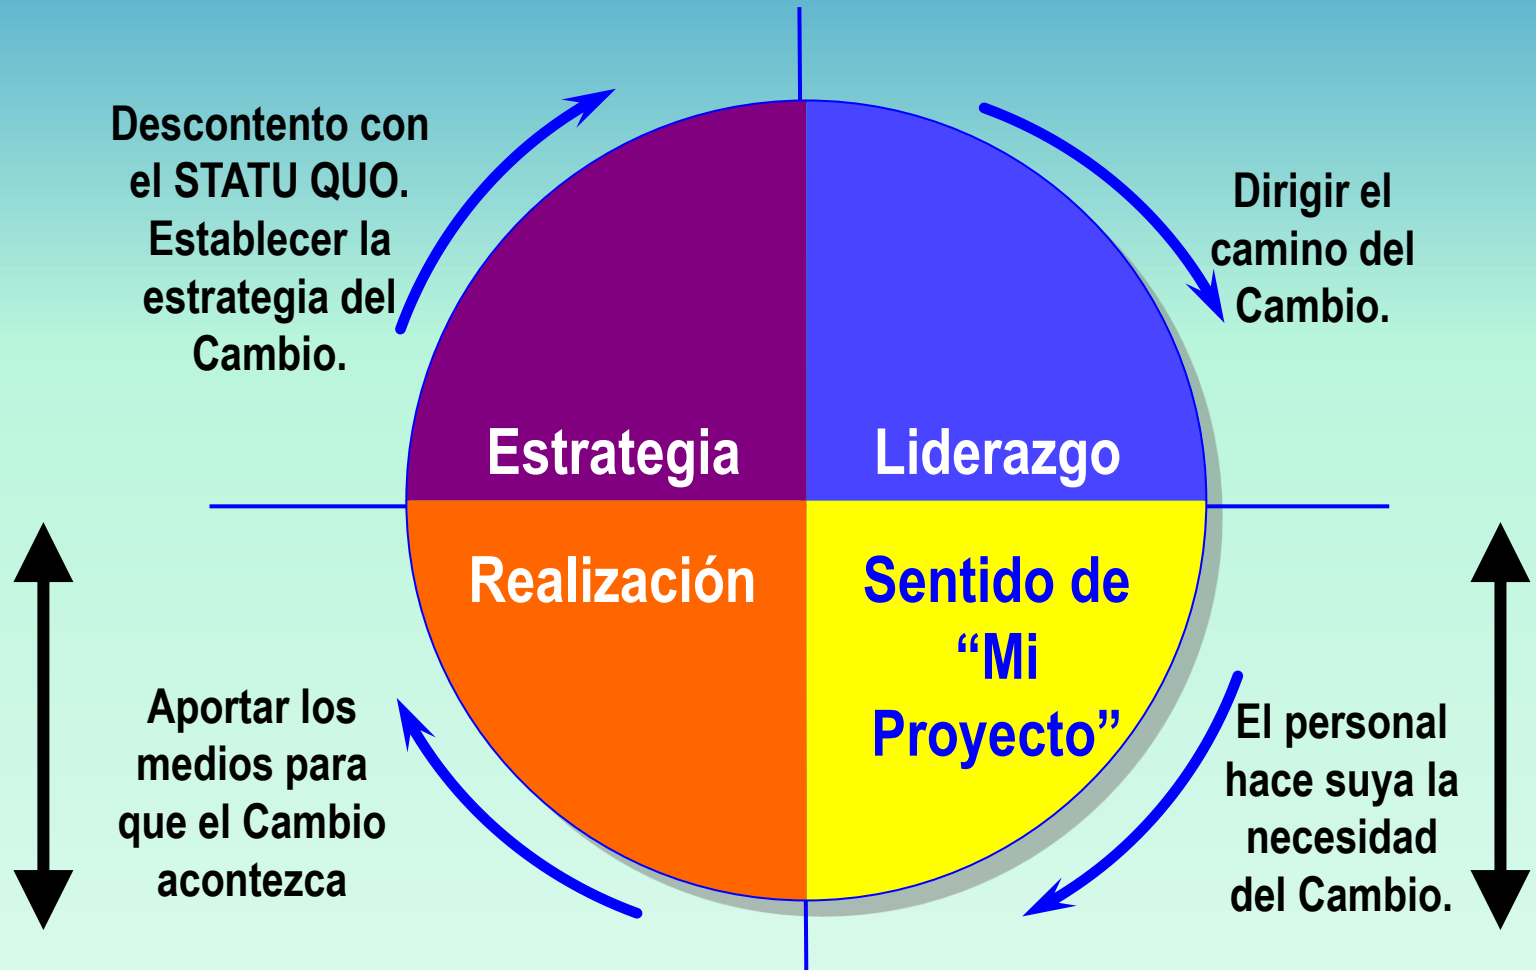 Descontento con
el STATU QUO.
Establecer la
estrategia del
Cambio.
Dirigir el
camino del
Cambio.
Estrategia
Liderazgo
Realización
Sentido de
“Mi
Proyecto”
Aportar los
medios para
que el Cambio
acontezca
El personal
hace suya la
necesidad
del Cambio.